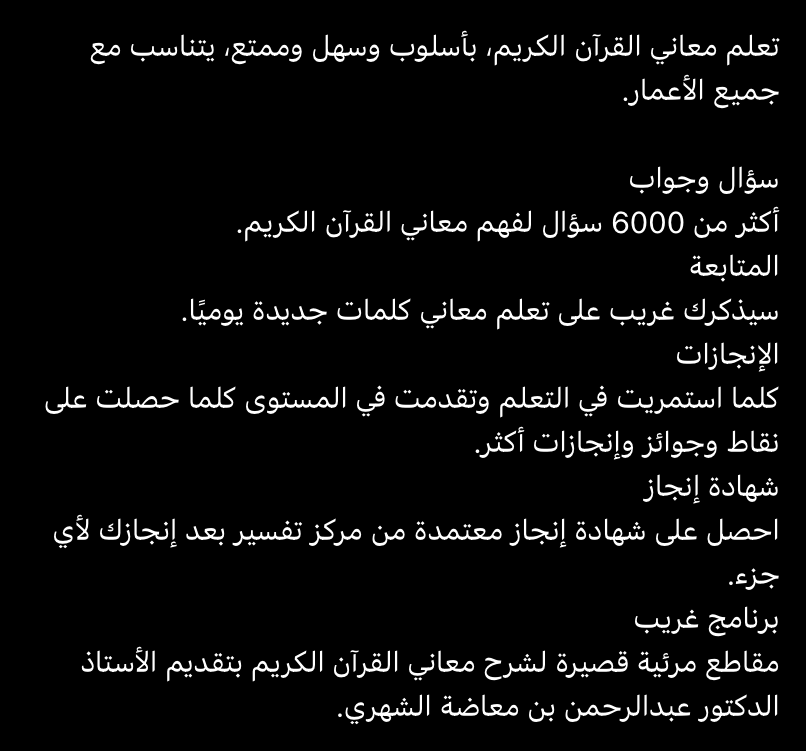 تعلم معاني القرآن الكريم، بأسلوب وسهل وممتع، يتناسب مع
جميع الأعمار.
سؤال وجواب
أكثر من 6000 سؤال لفهم معاني القرآن الكريم.
المتابعة
سيذكرك غريب على تعلم معاني كلمات جديدة يوميًا.
الإنجازات
كلما استمريت في التعلم وتقدمت في المستوى كلما حصلت على
نقاط وجوائز وإنجازات أكثر.
شهادة إنجاز
احصل على شهادة إنجاز معتمدة من مركز تفسير بعد إنجازك لأي
جزء.
برنامج غريب
مقاطع مرئية قصيرة لشرح معاني القرآن الكريم بتقديم الأستاذ
الدكتور عبدالرحمن بن معاضة الشهري.